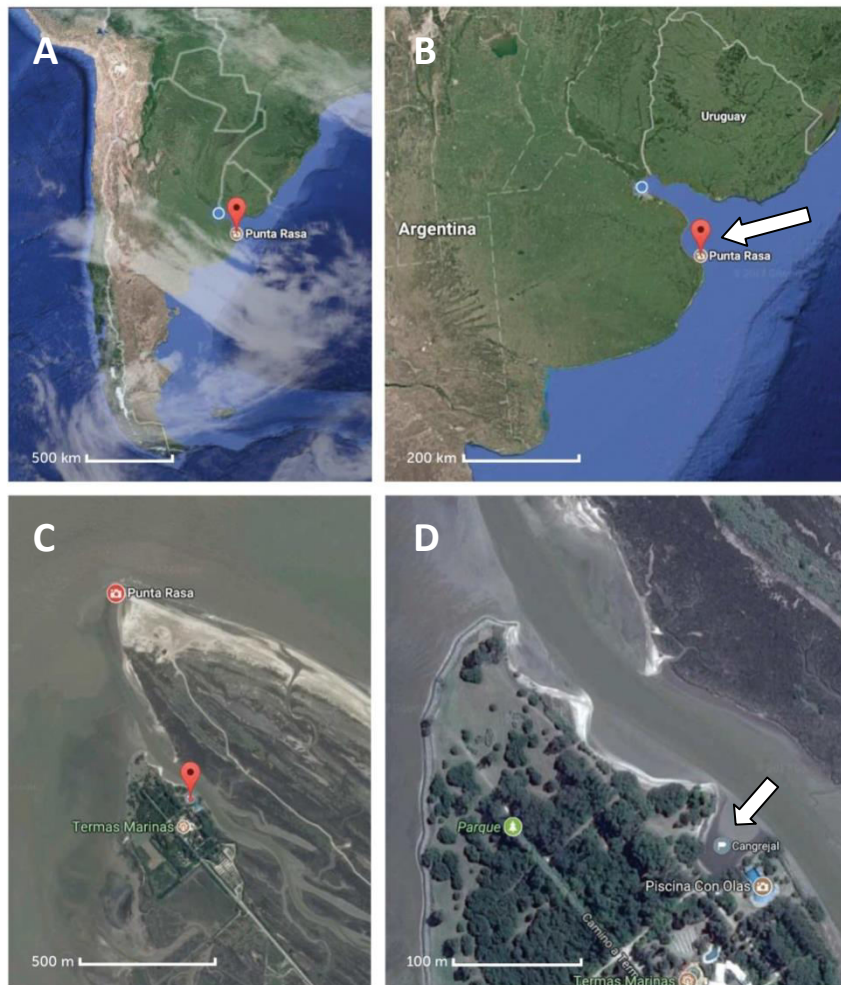 A
Punta Rasa
500 km
B
Uruguay
Argentina
Punta Rasa
200 km
C
Punta Rasa
Termas Marinas
500 m
D
Parque
Cangrejal
Piscina Con Olas
100 m
Termas Marinas